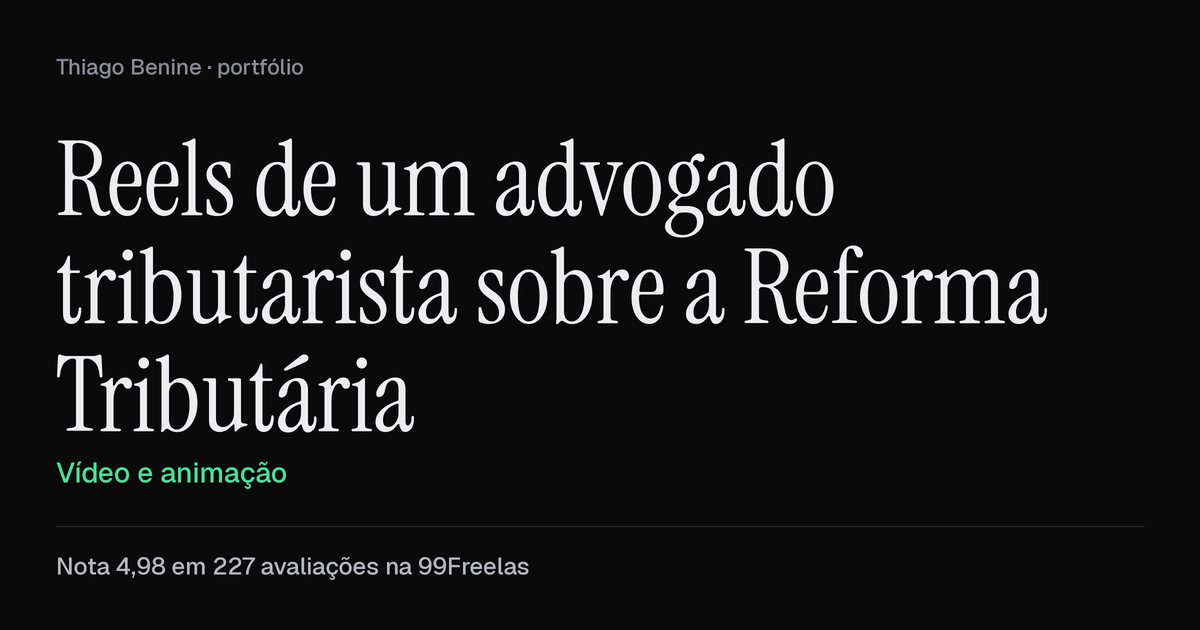 Thiago Benine · portfólio
Reels de um advogado
tributarista sobre a Reforma
Tributária
Vídeo e animação
Nota 4,98 em 227 avaliações na 99Freelas